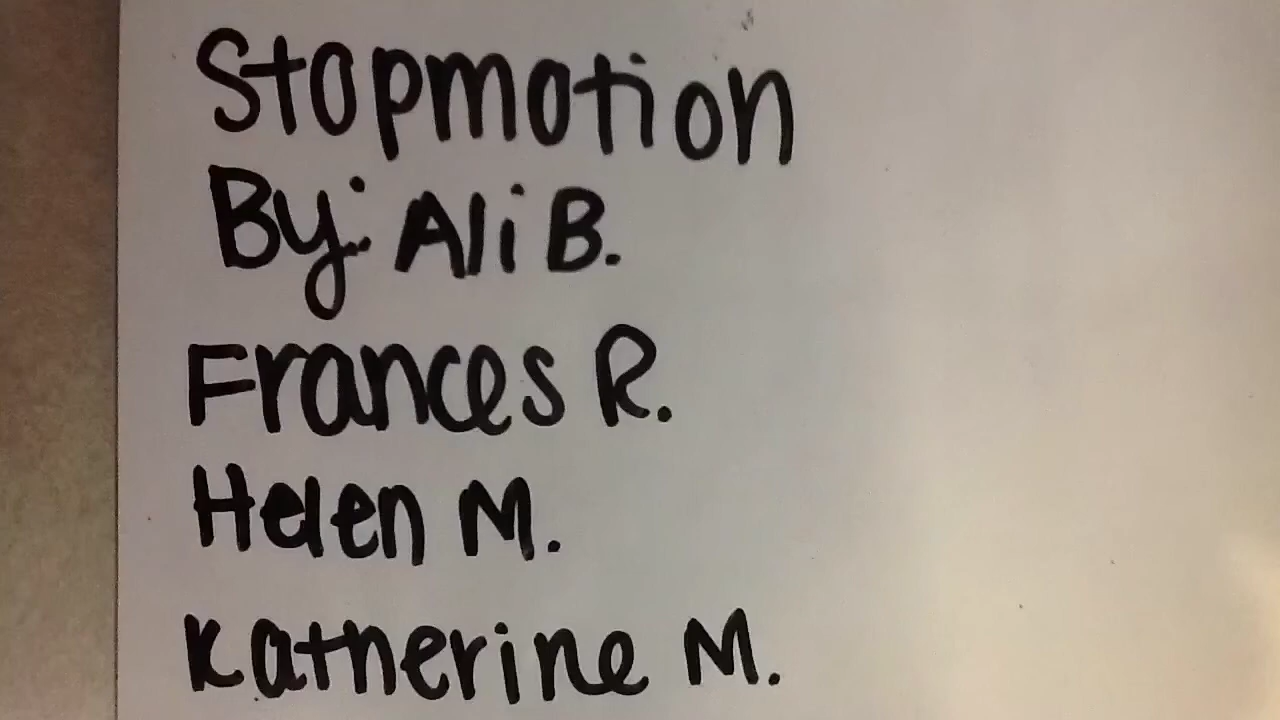 Stopmotion
By: Ali B.
Frances R.
Helen M.
Katherine M.